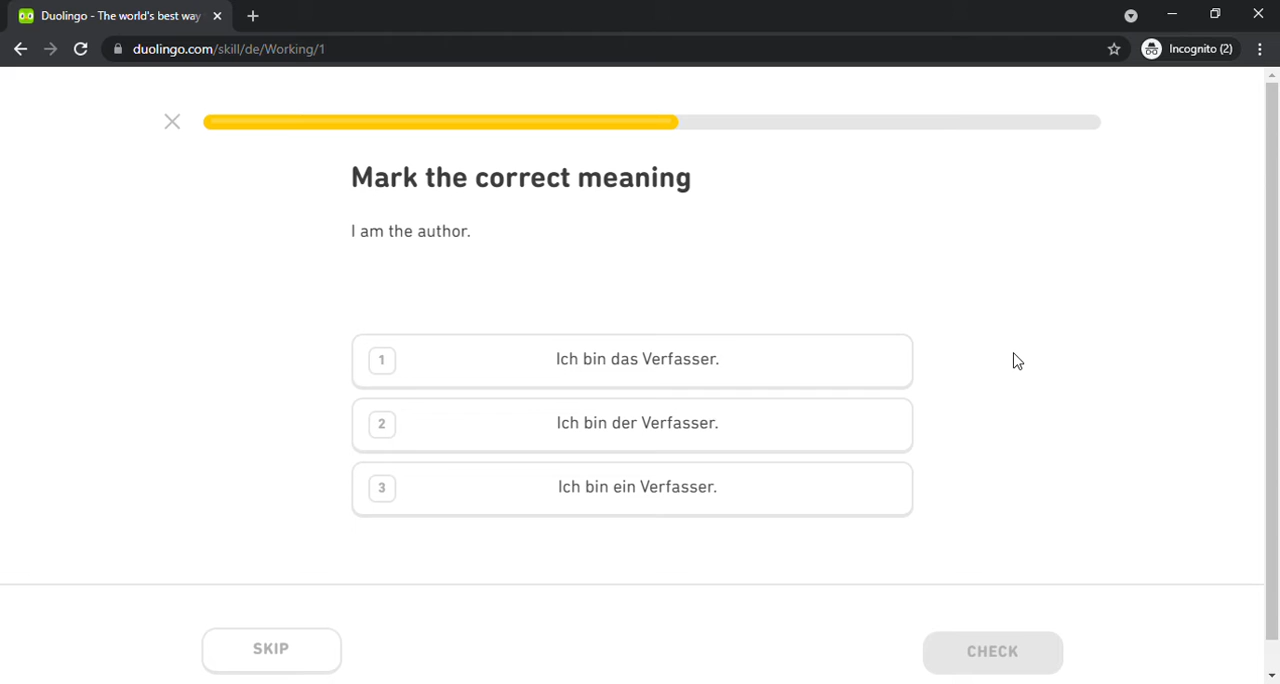 Duolingo - The world's best way
duolingo.com/skill/de/Working/1
Incognito (2)
Mark the correct meaning
I am the author.
1 Ich bin das Verfasser.
2 Ich bin der Verfasser.
3 Ich bin ein Verfasser.
SKIP
CHECK